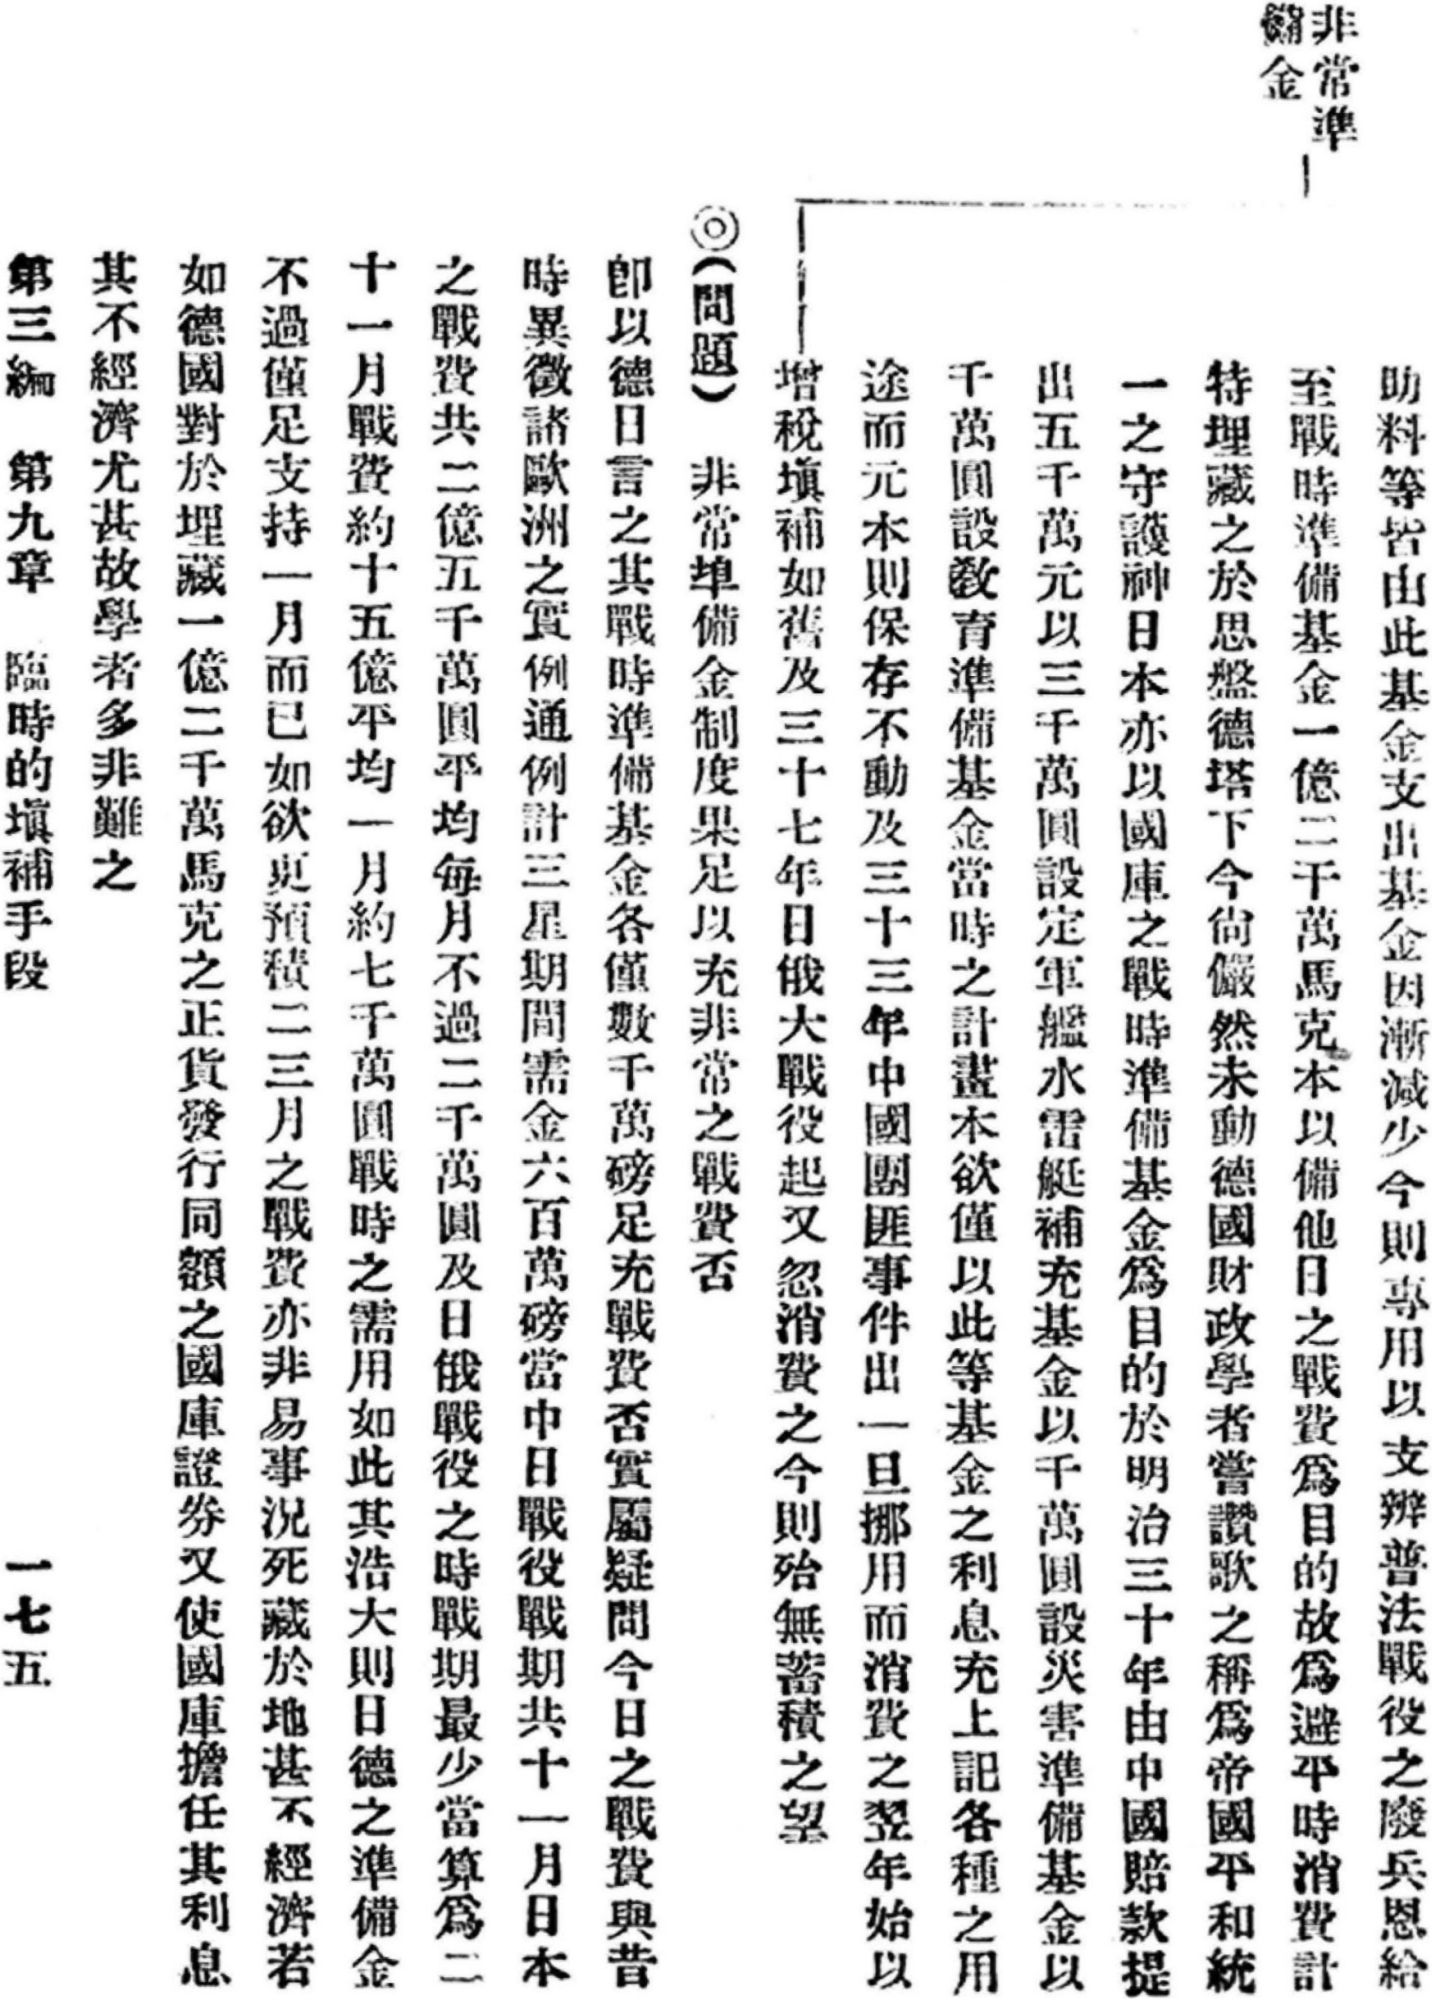 非常準
備金
助料等皆由此基金支出基金因漸減少今則專用以支辨普法戰役之廢兵恩給
至戰時準備基金一億二千萬馬克本以備他日之戰費爲目的故爲避平時消費計
特埋藏之於思盤德塔下今尙儼然未動德國財政學者嘗讚歌之稱爲帝國平和統
一之守護神日本亦以國庫之戰時準備基金爲目的於明治三十年由中國賠款提
出五千萬元以三千萬圓設定軍艦水雷艇補充基金以千萬圓設災害準備基金以
千萬圓設敎育準備基金當時之計畫本欲僅以此等基金之利息充上記各種之用
途而元本則保存不動及三十三年中國團匪事件出一旦挪用而消費之翌年始以
增稅塡補如舊及三十七年日俄大戰役起又忽消費之今則殆無蓄積之望
◎(問題) 非常埠備金制度果足以充非常之戰費否
卽以德日言之其戰時準備基金各僅數千萬磅足充戰費否實屬疑問今日之戰費與昔
時異徵諸歐洲之實例通例計三星期間需金六百萬磅當中日戰役戰期共十一月日本
之戰費共二億五千萬圓平均每月不過二千萬圓及日俄戰役之時戰期最少當算爲二
十一月戰費約十五億平均一月約七千萬圓戰時之需用如此其浩大則日德之準備金
不過僅足支持一月而已如欲更預積二三月之戰費亦非易事況死藏於地甚不經濟若
如德國對於埋藏一億二千萬馬克之正貨發行同額之國庫證券又使國庫擔任其利息
其不經濟尤甚故學者多非難之
第三編 第九章 臨時的塡補手段 一七五